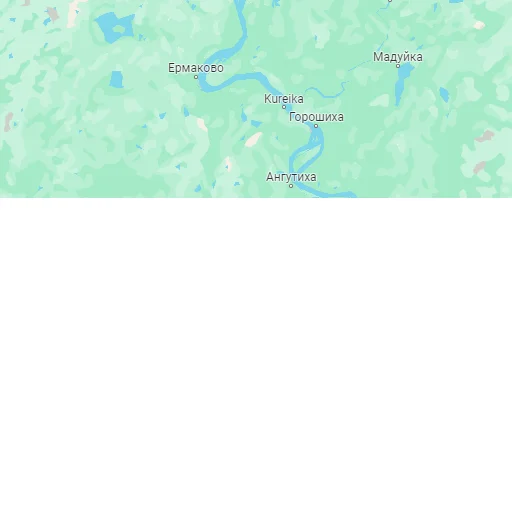 Мадуйка
Ермаково
Kureika
Горошиха
Ангутиха